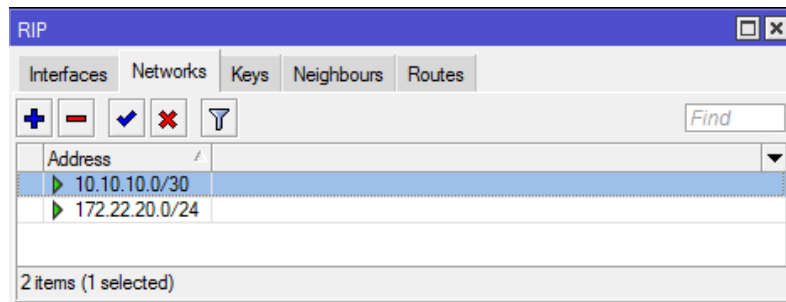 RIP
Interfaces Networks Keys Neighbours Routes
Find
Address
10.10.10.0/30
172.22.20.0/24
2 items (1 selected)